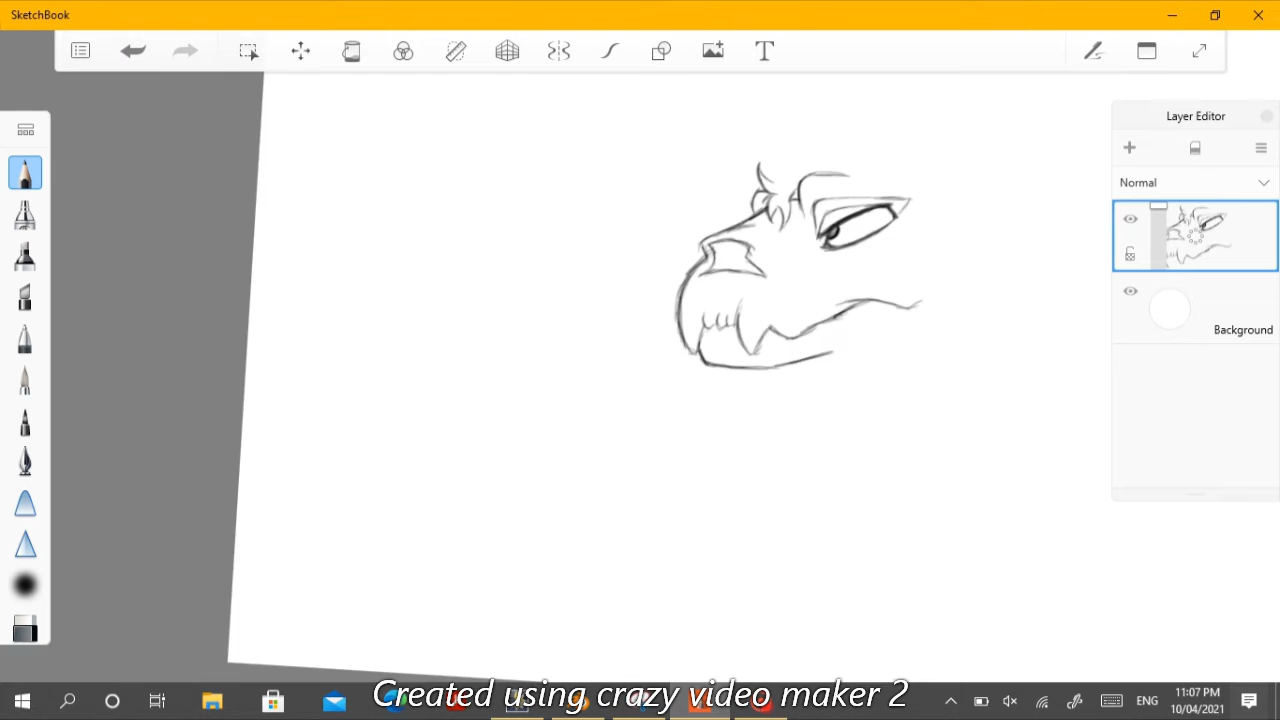 SketchBook
Layer Editor
Normal
Background
Created using crazy video maker 2
ENG
11:07 PM
10/04/2021